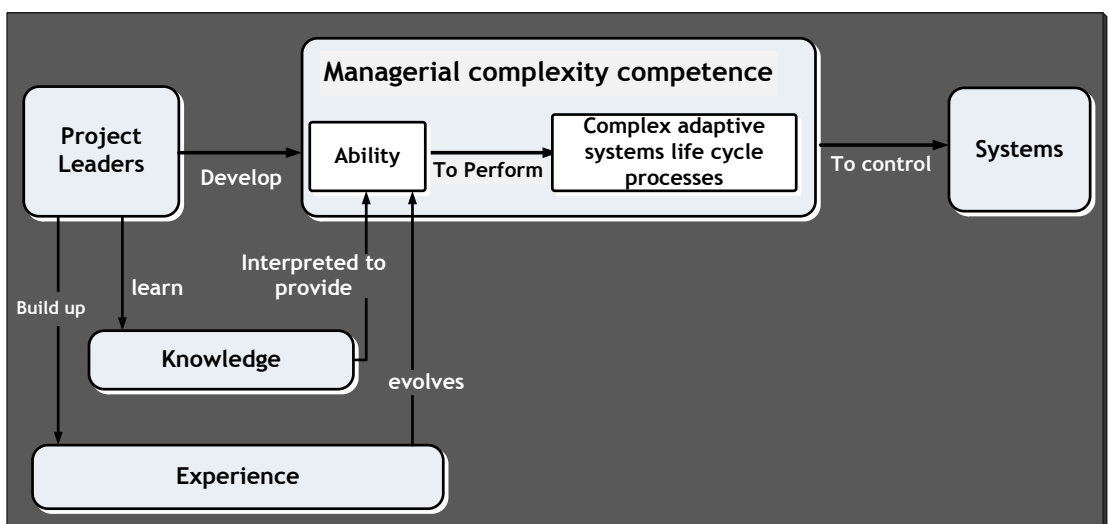 Managerial complexity competence
Project
Leaders
Develop
Ability
To Perform
Complex adaptive
systems life cycle
processes
To control
Systems
Build up
learn
Interpreted to
provide
Knowledge
evolves
Experience